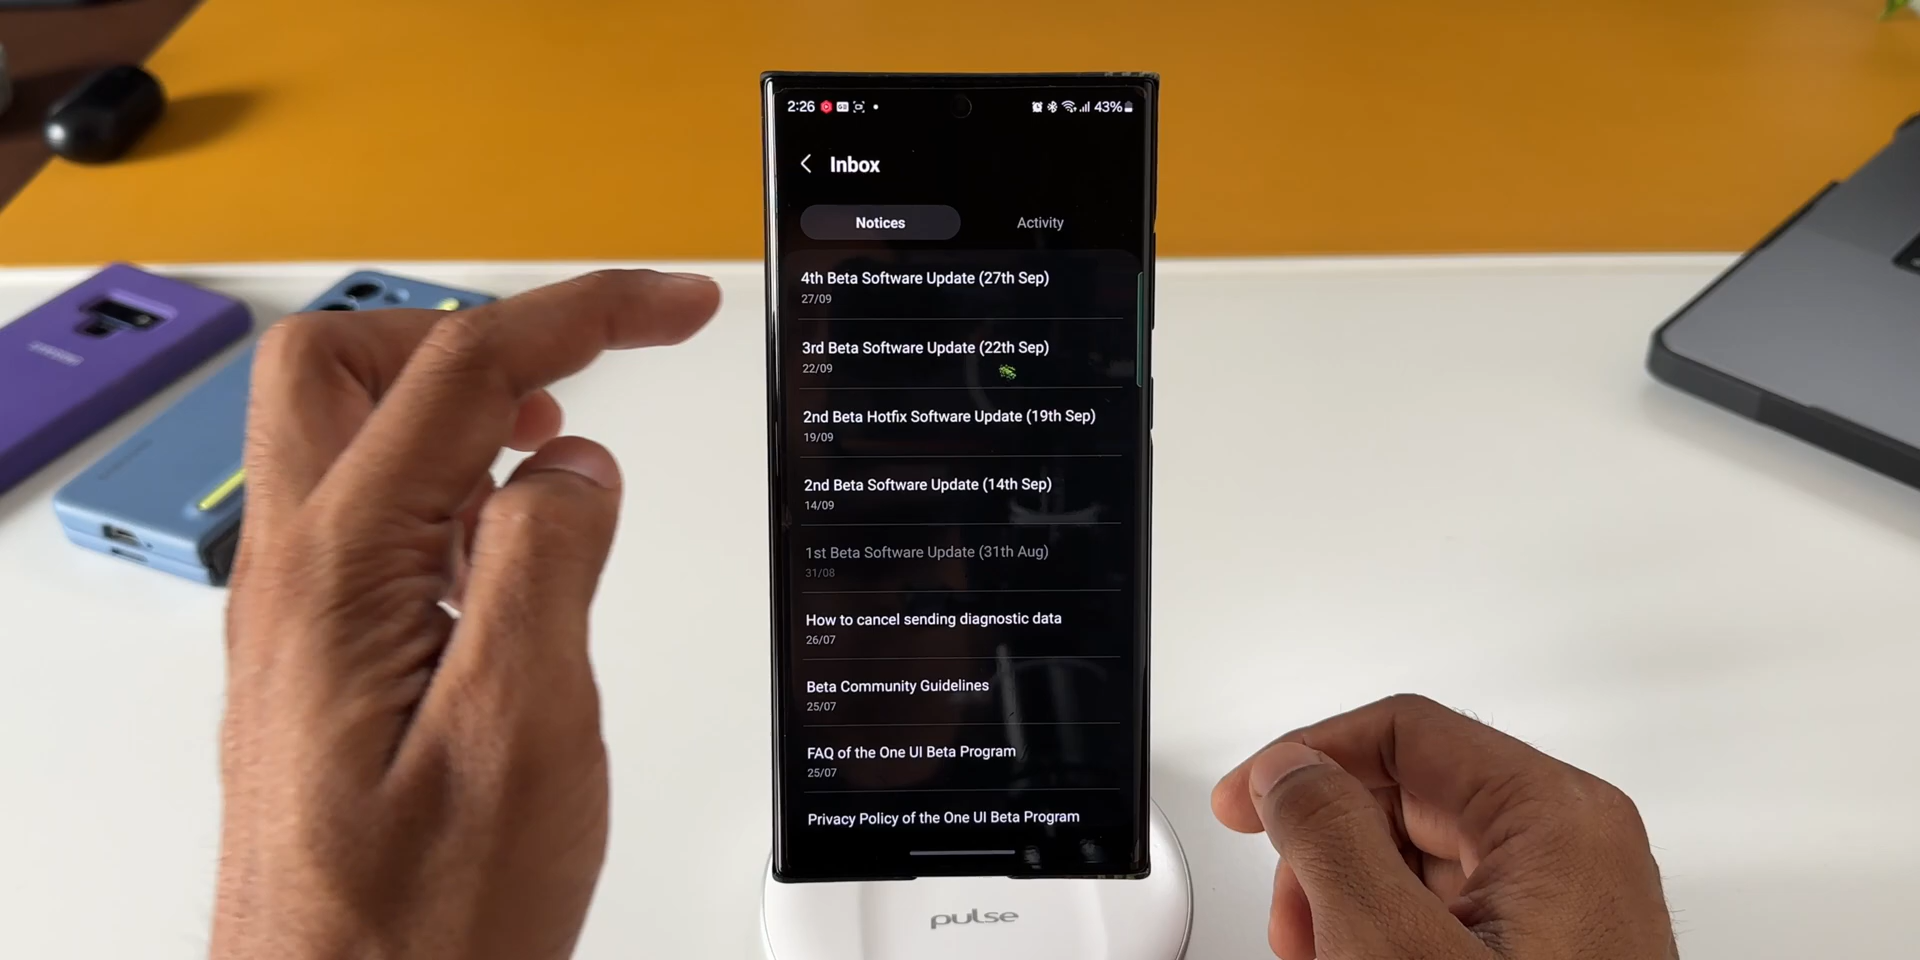 2:26
43%
Inbox
Notices
Activity
4th Beta Software Update (27th Sep)
27/09
3rd Beta Software Update (22th Sep)
22/09
2nd Beta Hotfix Software Update (19th Sep)
19/09
2nd Beta Software Update (14th Sep)
14/09
1st Beta Software Update (31th Aug)
31/08
How to cancel sending diagnostic data
26/07
Beta Community Guidelines
25/07
FAQ of the One UI Beta Program
25/07
Privacy Policy of the One UI Beta Program
pulse